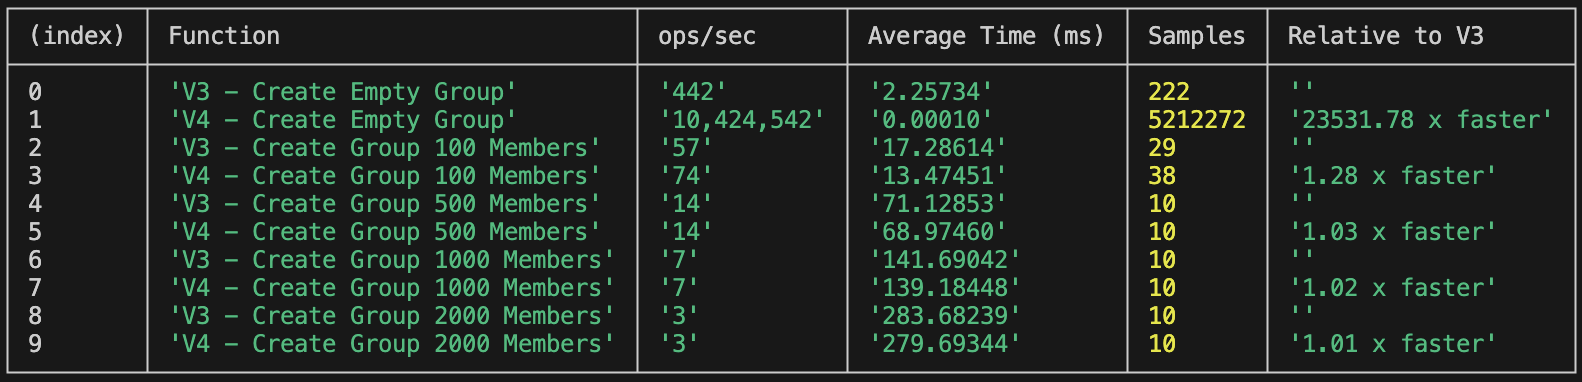 (index) Function ops/sec Average Time (ms) Samples Relative to V3
0 'V3 – Create Empty Group' '442' '2.25734' 222 ''
1 'V4 – Create Empty Group' '10,424,542' '0.00010' 5212272 '23531.78 x faster'
2 'V3 – Create Group 100 Members' '57' '17.28614' 29 ''
3 'V4 – Create Group 100 Members' '74' '13.47451' 38 '1.28 x faster'
4 'V3 – Create Group 500 Members' '14' '71.12853' 10 ''
5 'V4 – Create Group 500 Members' '14' '68.97460' 10 '1.03 x faster'
6 'V3 – Create Group 1000 Members' '7' '141.69042' 10 ''
7 'V4 – Create Group 1000 Members' '7' '139.18448' 10 '1.02 x faster'
8 'V3 – Create Group 2000 Members' '3' '283.68239' 10 ''
9 'V4 – Create Group 2000 Members' '3' '279.69344' 10 '1.01 x faster'